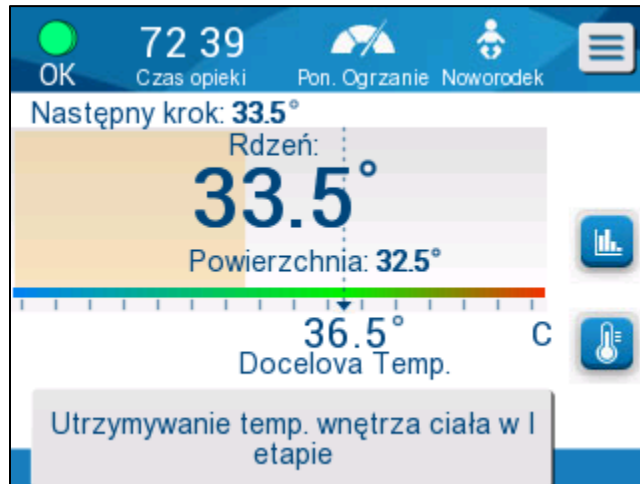 72 39
OK Czas opieki Pon. Ogrzanie Noworodek
Następny krok: 33.5°
Rdzeń:
33.5°
Powierzchnia: 32.5°
36.5° C
Docelova Temp.
Utrzymywanie temp. wnętrza ciała w I
etapie